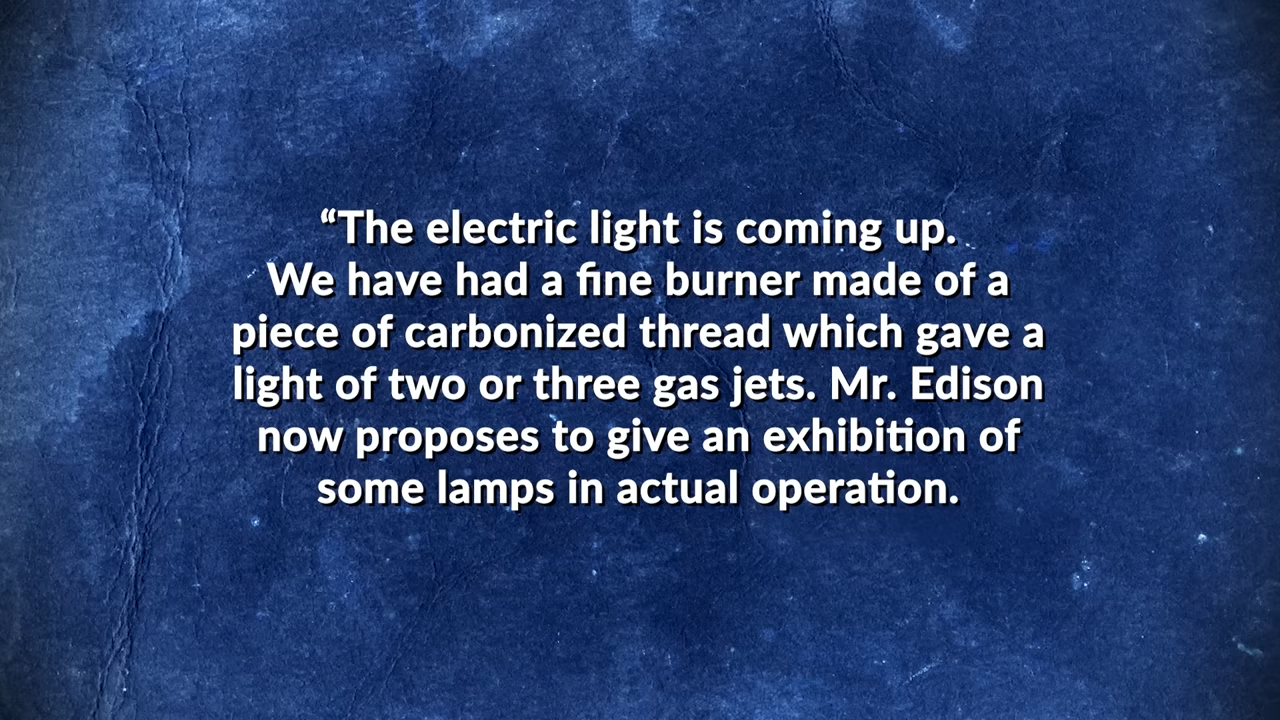 “The electric light is coming up.
We have had a fine burner made of a
piece of carbonized thread which gave a
light of two or three gas jets. Mr. Edison
now proposes to give an exhibition of
some lamps in actual operation.